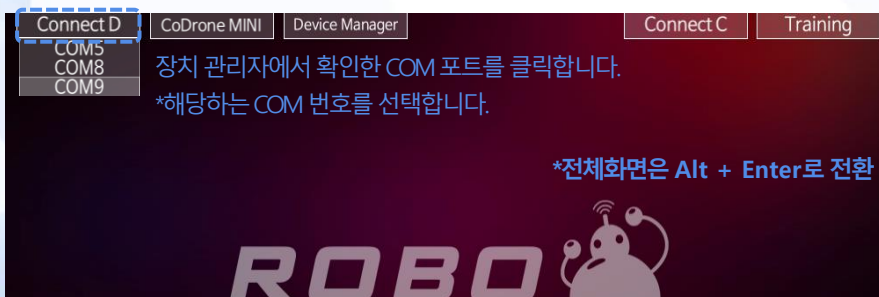 Connect D CoDrone MINI Device Manager Connect C Training
COM5
COM8
COM9
장치 관리자에서 확인한 COM 포트를 클릭합니다.
*해당하는 COM 번호를 선택합니다.
*전체화면은 Alt + Enter로 전환
ROBO